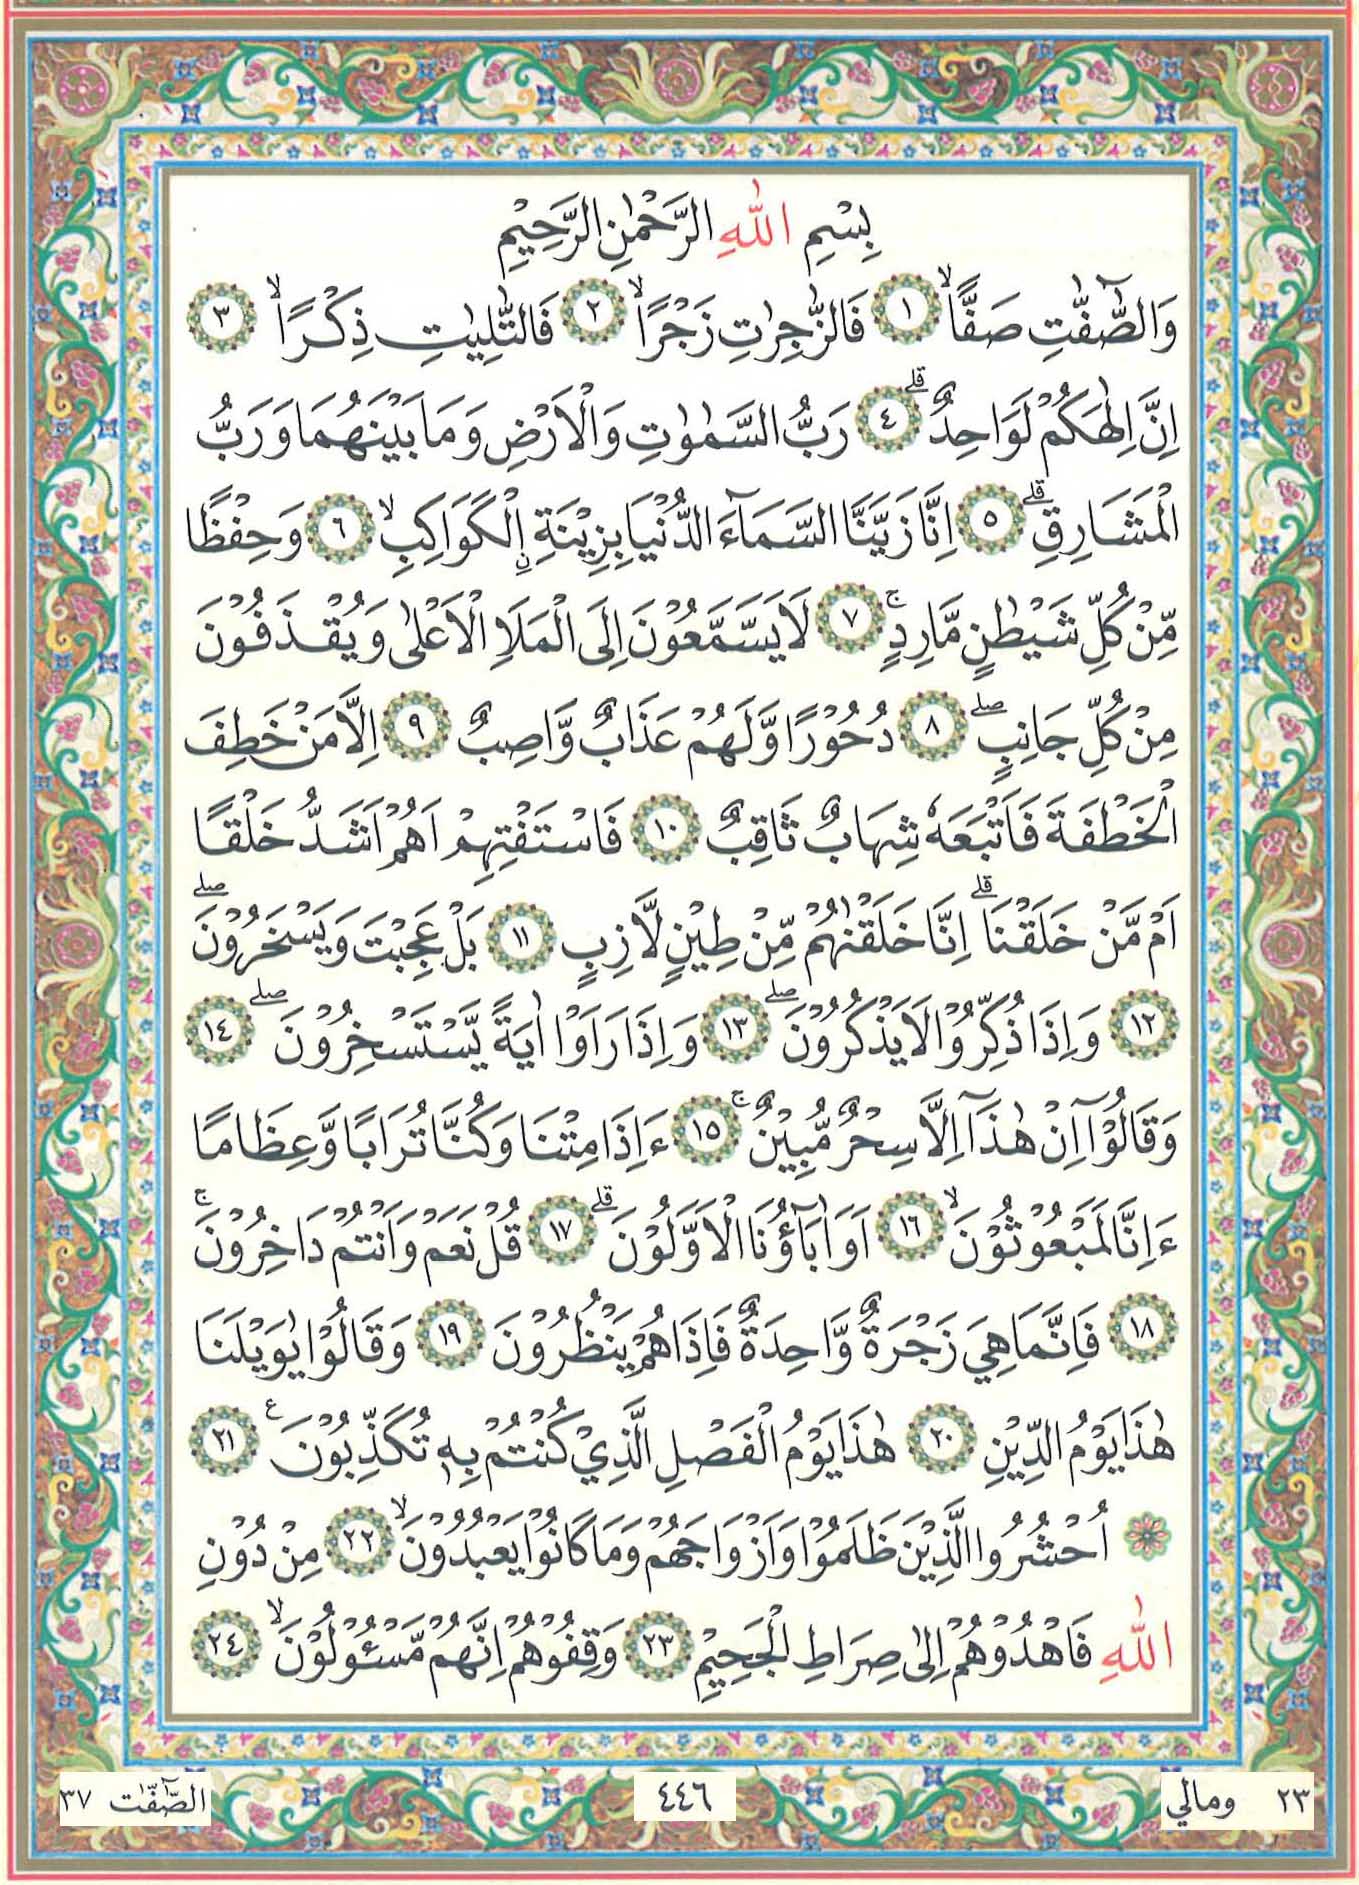 بِسْمِ اللّٰهِ الرَّحْمٰنِ الرَّحِيْمِ
وَالصّٰٓفّٰتِ صَفًّاۙ ١ فَالزّٰجِرٰتِ زَجْرًاۙ ٢ فَالتّٰلِيٰتِ ذِكْرًاۙ ٣
اِنَّ اِلٰهَكُمْ لَوَاحِدٌۗ ٤ رَبُّ السَّمٰوٰتِ وَالْاَرْضِ وَمَا بَيْنَهُمَا وَرَبُّ
الْمَشَارِقِۗ ٥ اِنَّا زَيَّنَّا السَّمَاۤءَ الدُّنْيَا بِزِيْنَةِ ࣙالْكَوَاكِبِۙ ٦ وَحِفْظًا
مِّنْ كُلِّ شَيْطٰنٍ مَّارِدٍۚ ٧ لَا يَسَّمَّعُوْنَ اِلَى الْمَلَاِ الْاَعْلٰى وَيُقْذَفُوْنَ
مِنْ كُلِّ جَانِبٍۖ ٨ دُحُوْرًا وَّلَهُمْ عَذَابٌ وَّاصِبٌ ٩ اِلَّا مَنْ خَطِفَ
الْخَطْفَةَ فَاَتْبَعَهٗ شِهَابٌ ثَاقِبٌ ١٠ فَاسْتَفْتِهِمْ اَهُمْ اَشَدُّ خَلْقًا
اَمْ مَّنْ خَلَقْنَاۗ اِنَّا خَلَقْنٰهُمْ مِّنْ طِيْنٍ لَّازِبٍ ١١ بَلْ عَجِبْتَ وَيَسْخَرُوْنَۖ
١٢ وَاِذَا ذُكِّرُوْا لَا يَذْكُرُوْنَۖ ١٣ وَاِذَا رَاَوْا اٰيَةً يَّسْتَسْخِرُوْنَۖ ١٤
وَقَالُوْٓا اِنْ هٰذَآ اِلَّا سِحْرٌ مُّبِيْنٌۚ ١٥ ءَاِذَا مِتْنَا وَكُنَّا تُرَابًا وَّعِظَامًا
ءَاِنَّا لَمَبْعُوْثُوْنَۙ ١٦ اَوَاٰبَاۤؤُنَا الْاَوَّلُوْنَۗ ١٧ قُلْ نَعَمْ وَاَنْتُمْ دَاخِرُوْنَۚ
١٨ فَاِنَّمَا هِيَ زَجْرَةٌ وَّاحِدَةٌ فَاِذَا هُمْ يَنْظُرُوْنَ ١٩ وَقَالُوْا يٰوَيْلَنَا
هٰذَا يَوْمُ الدِّيْنِ ٢٠ هٰذَا يَوْمُ الْفَصْلِ الَّذِيْ كُنْتُمْ بِهٖ تُكَذِّبُوْنَ ࣖ ٢١
۞ اُحْشُرُوا الَّذِيْنَ ظَلَمُوْا وَاَزْوَاجَهُمْ وَمَا كَانُوْا يَعْبُدُوْنَۙ ٢٢ مِنْ دُوْنِ
اللّٰهِ فَاهْدُوْهُمْ اِلٰى صِرَاطِ الْجَحِيْمِ ٢٣ وَقِفُوْهُمْ اِنَّهُمْ مَّسْـُٔوْلُوْنَۙ ٢٤
٢٣ ومالي ٤٤٦ الصّٰٓفّٰت ٣٧